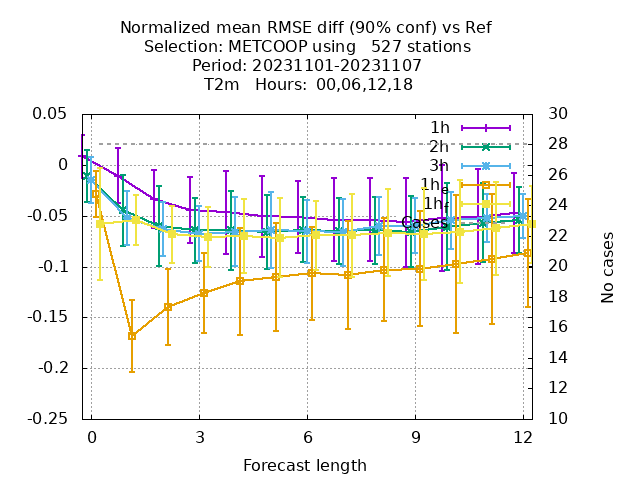 Normalized mean RMSE diff (90% conf) vs Ref
Selection: METCOOP using 527 stations
Period: 20231101-20231107
T2m Hours: 00,06,12,18
0.05
0
-0.05
-0.1
-0.15
-0.2
-0.25
30
28
26
24
22
20
18
16
14
12
10
1h
2h
3h
1h
1h
Cases
No cases
0 3 6 9 12
Forecast length